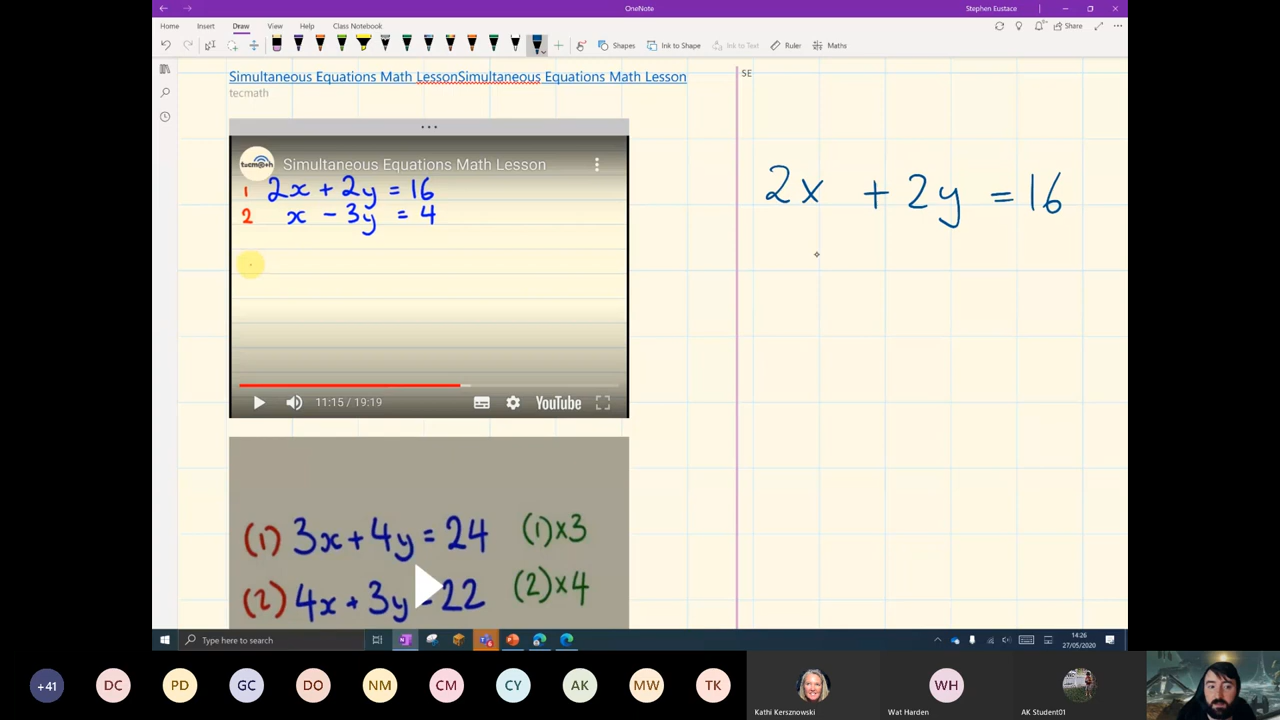 OneNote
Stephen Eustace
Home Insert Draw View Help Class Notebook
Share
Shapes Ink to Shape Ink to Text Ruler Maths
Simultaneous Equations Math LessonSimultaneous Equations Math Lesson
tecmath
Simultaneous Equations Math Lesson
1 2x + 2y = 16
2 x - 3y = 4
11:15 / 19:19
YouTube
(1) 3x + 4y = 24 (1)x3
(2) 4x + 3y - 22 (2)x4
SE
2x + 2y = 16
Type here to search
14:26
27/05/2020
+41 DC PD GC DO NM CM CY AK MW TK
WH
Kathi Kersznowski Wat Harden AK Student01